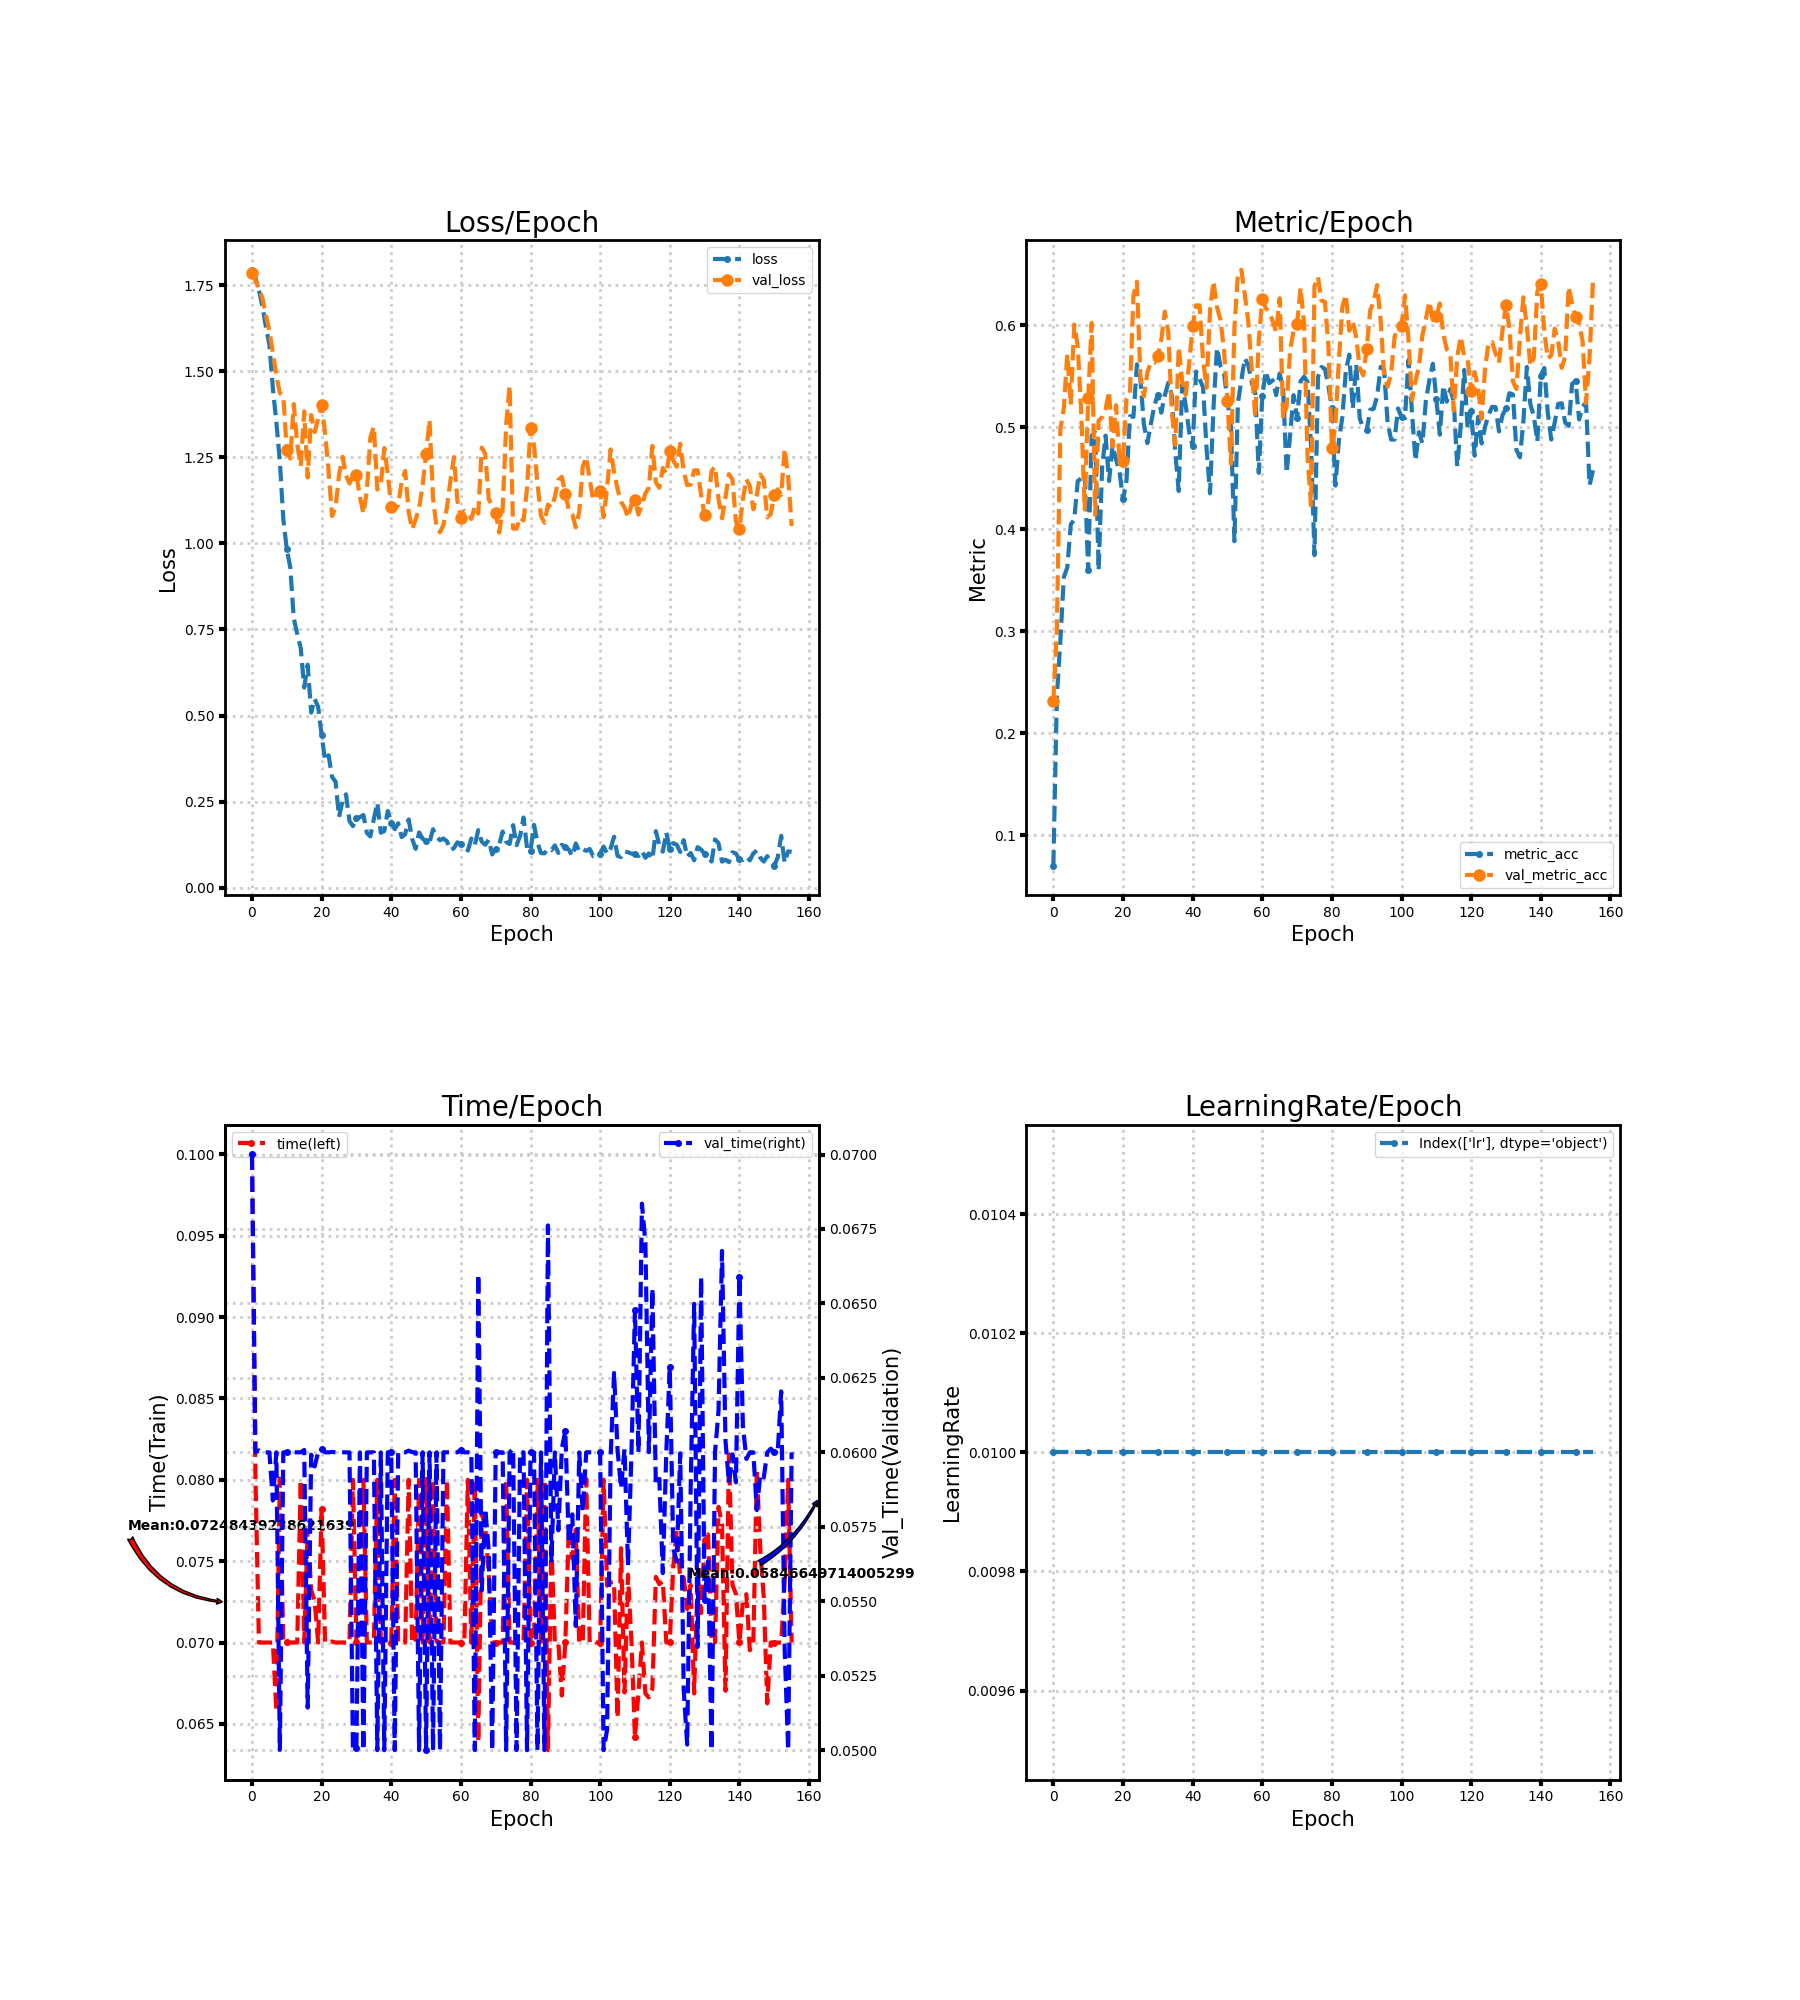 Loss/Epoch
loss
val_loss
1.75
1.50
1.25
1.00
0.75
0.50
0.25
0.00
Loss
0 20 40 60 80 100 120 140 160
Epoch
Metric/Epoch
0.6
0.5
0.4
0.3
0.2
0.1
Metric
metric_acc
val_metric_acc
0 20 40 60 80 100 120 140 160
Epoch
Time/Epoch
time(left)
val_time(right)
0.100
0.095
0.090
0.085
0.080
0.075
0.070
0.065
Time(Train)
0.0700
0.0675
0.0650
0.0625
0.0600
0.0575
0.0550
0.0525
0.0500
Val_Time(Validation)
Mean:0.05846649714005299
0 20 40 60 80 100 120 140 160
Epoch
LearningRate/Epoch
Index(['lr'], dtype='object')
0.0104
0.0102
0.0100
0.0098
0.0096
LearningRate
0 20 40 60 80 100 120 140 160
Epoch